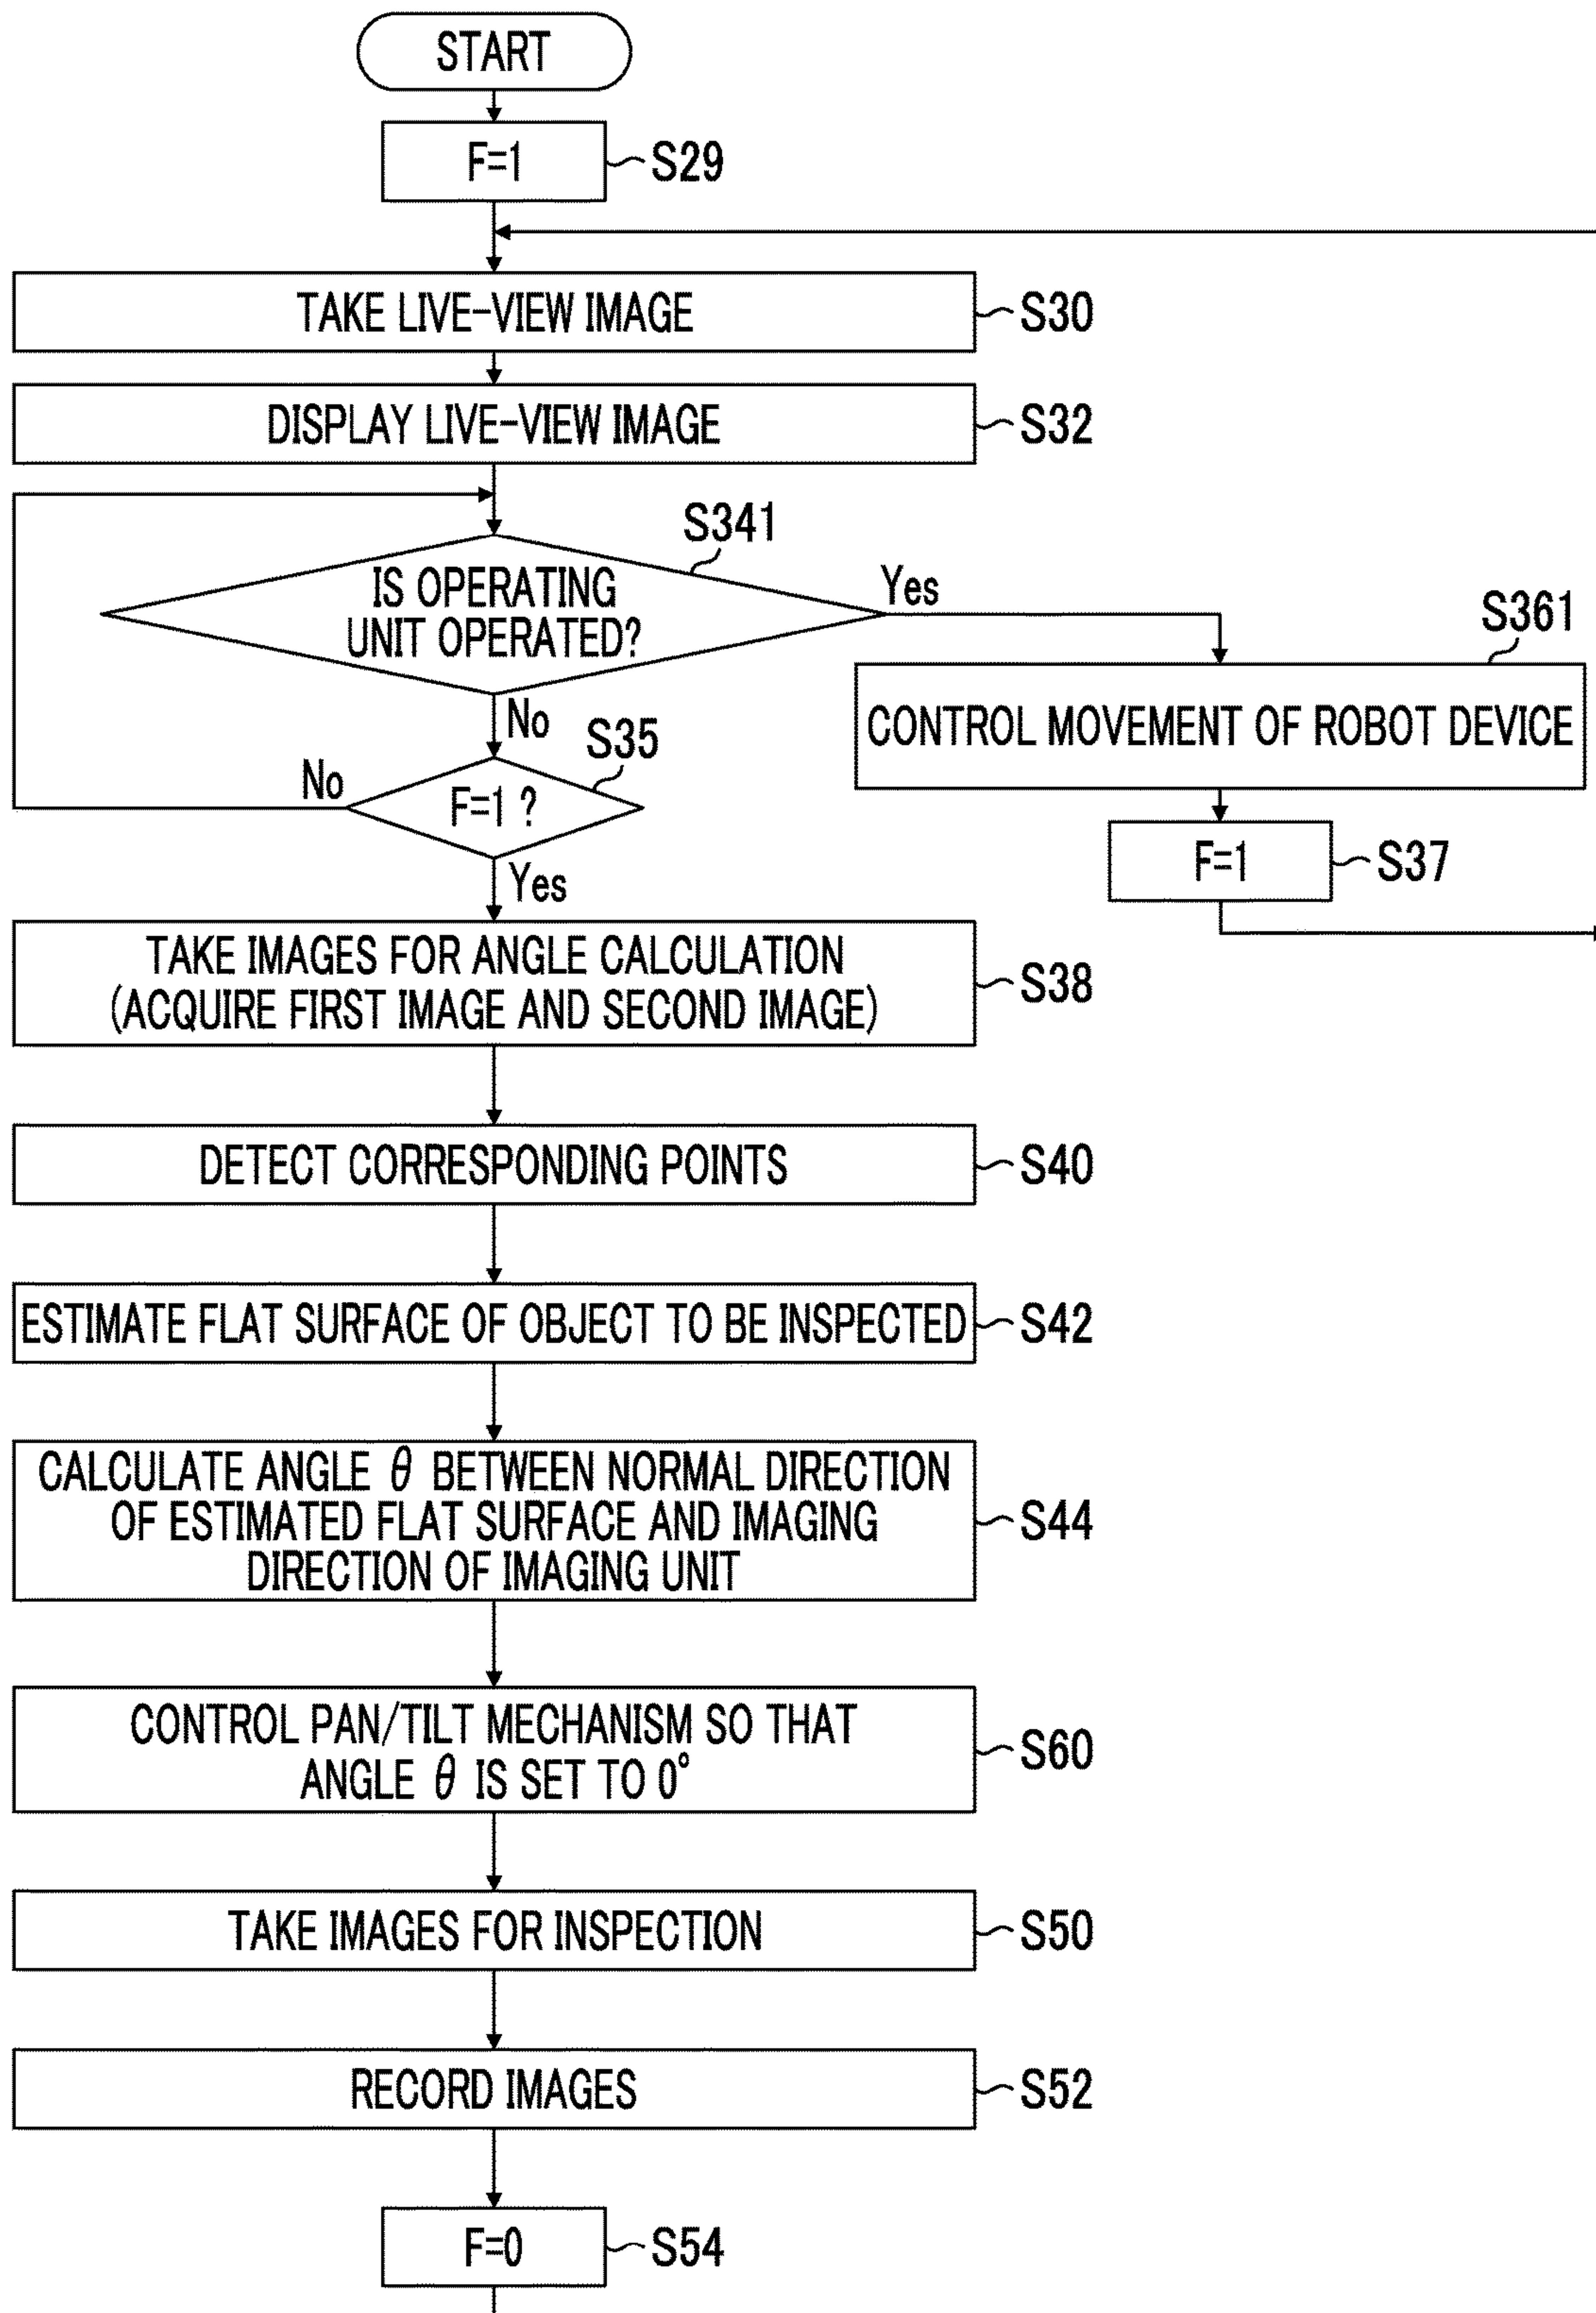 START
F=1
S29
TAKE LIVE-VIEW IMAGE
S30
DISPLAY LIVE-VIEW IMAGE
S32
S341
IS OPERATING
UNIT OPERATED?
Yes
No
S361
CONTROL MOVEMENT OF ROBOT DEVICE
S35
F=1 ?
No
Yes
F=1
S37
TAKE IMAGES FOR ANGLE CALCULATION
(ACQUIRE FIRST IMAGE AND SECOND IMAGE)
S38
DETECT CORRESPONDING POINTS
S40
ESTIMATE FLAT SURFACE OF OBJECT TO BE INSPECTED
S42
CALCULATE ANGLE θ BETWEEN NORMAL DIRECTION
OF ESTIMATED FLAT SURFACE AND IMAGING
DIRECTION OF IMAGING UNIT
S44
CONTROL PAN/TILT MECHANISM SO THAT
ANGLE θ IS SET TO 0°
S60
TAKE IMAGES FOR INSPECTION
S50
RECORD IMAGES
S52
F=0
S54